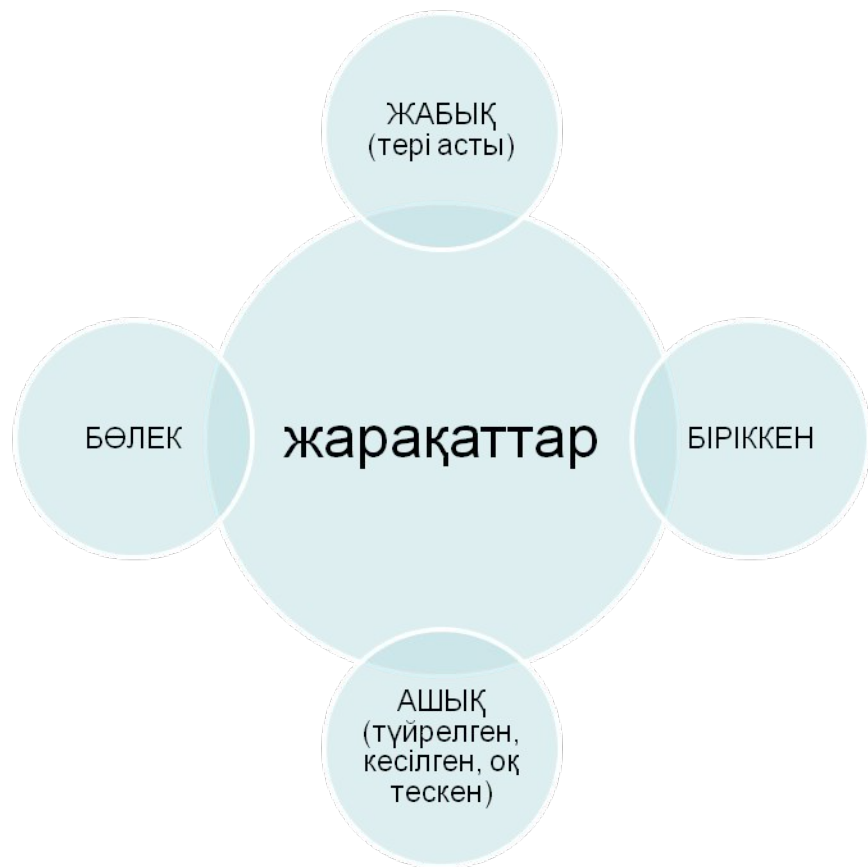 ЖАБЫҚ
(тері асты)
БӨЛЕК
жарақаттар
БІРІККЕН
АШЫҚ
(түйрелген,
кесілген, оқ
тескен)